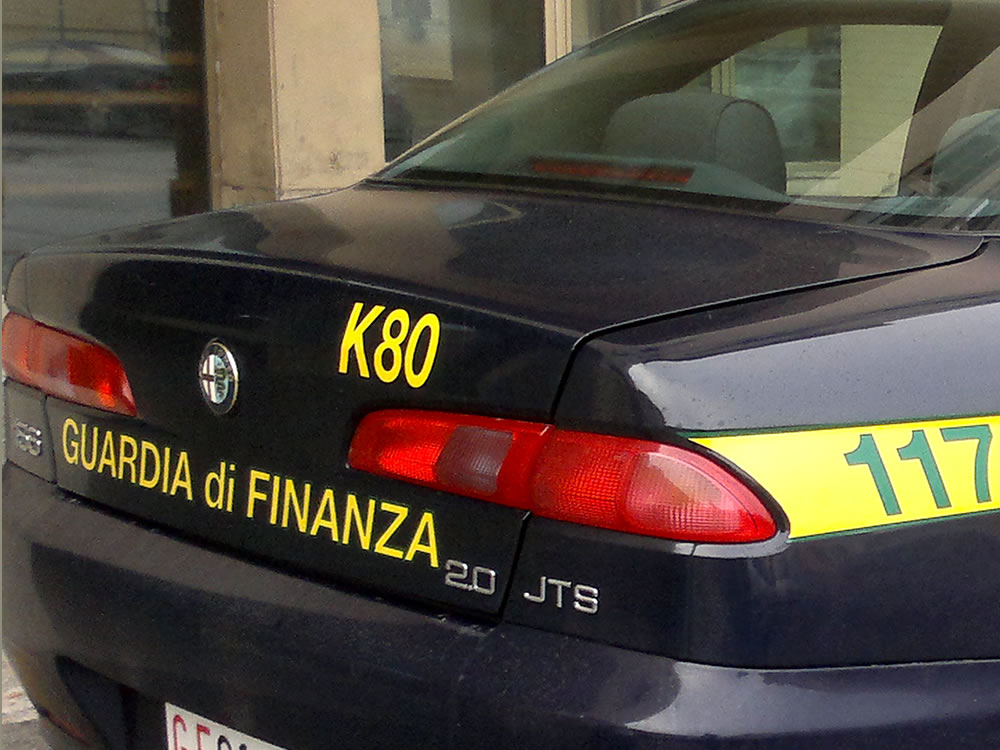 K80
GUARDIA di FINANZA
2.0 JTS
117